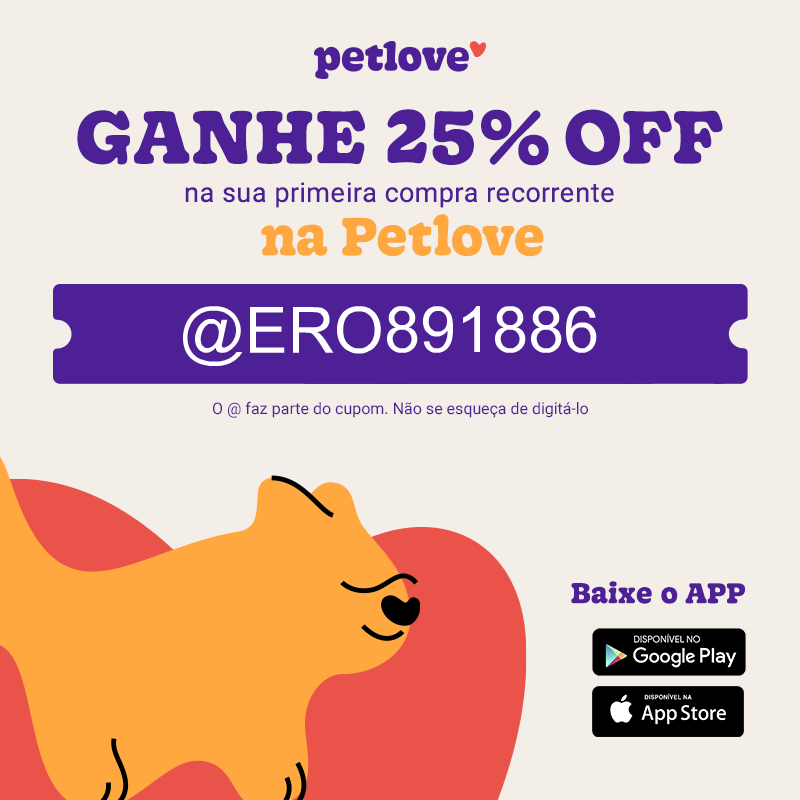 petlove
GANHE 25% OFF
na sua primeira compra recorrente
na Petlove
@ERO891886
O @ faz parte do cupom. Não se esqueça de digitá-lo
Baixe o APP
DISPONÍVEL NO
Google Play
DISPONÍVEL NA
App Store